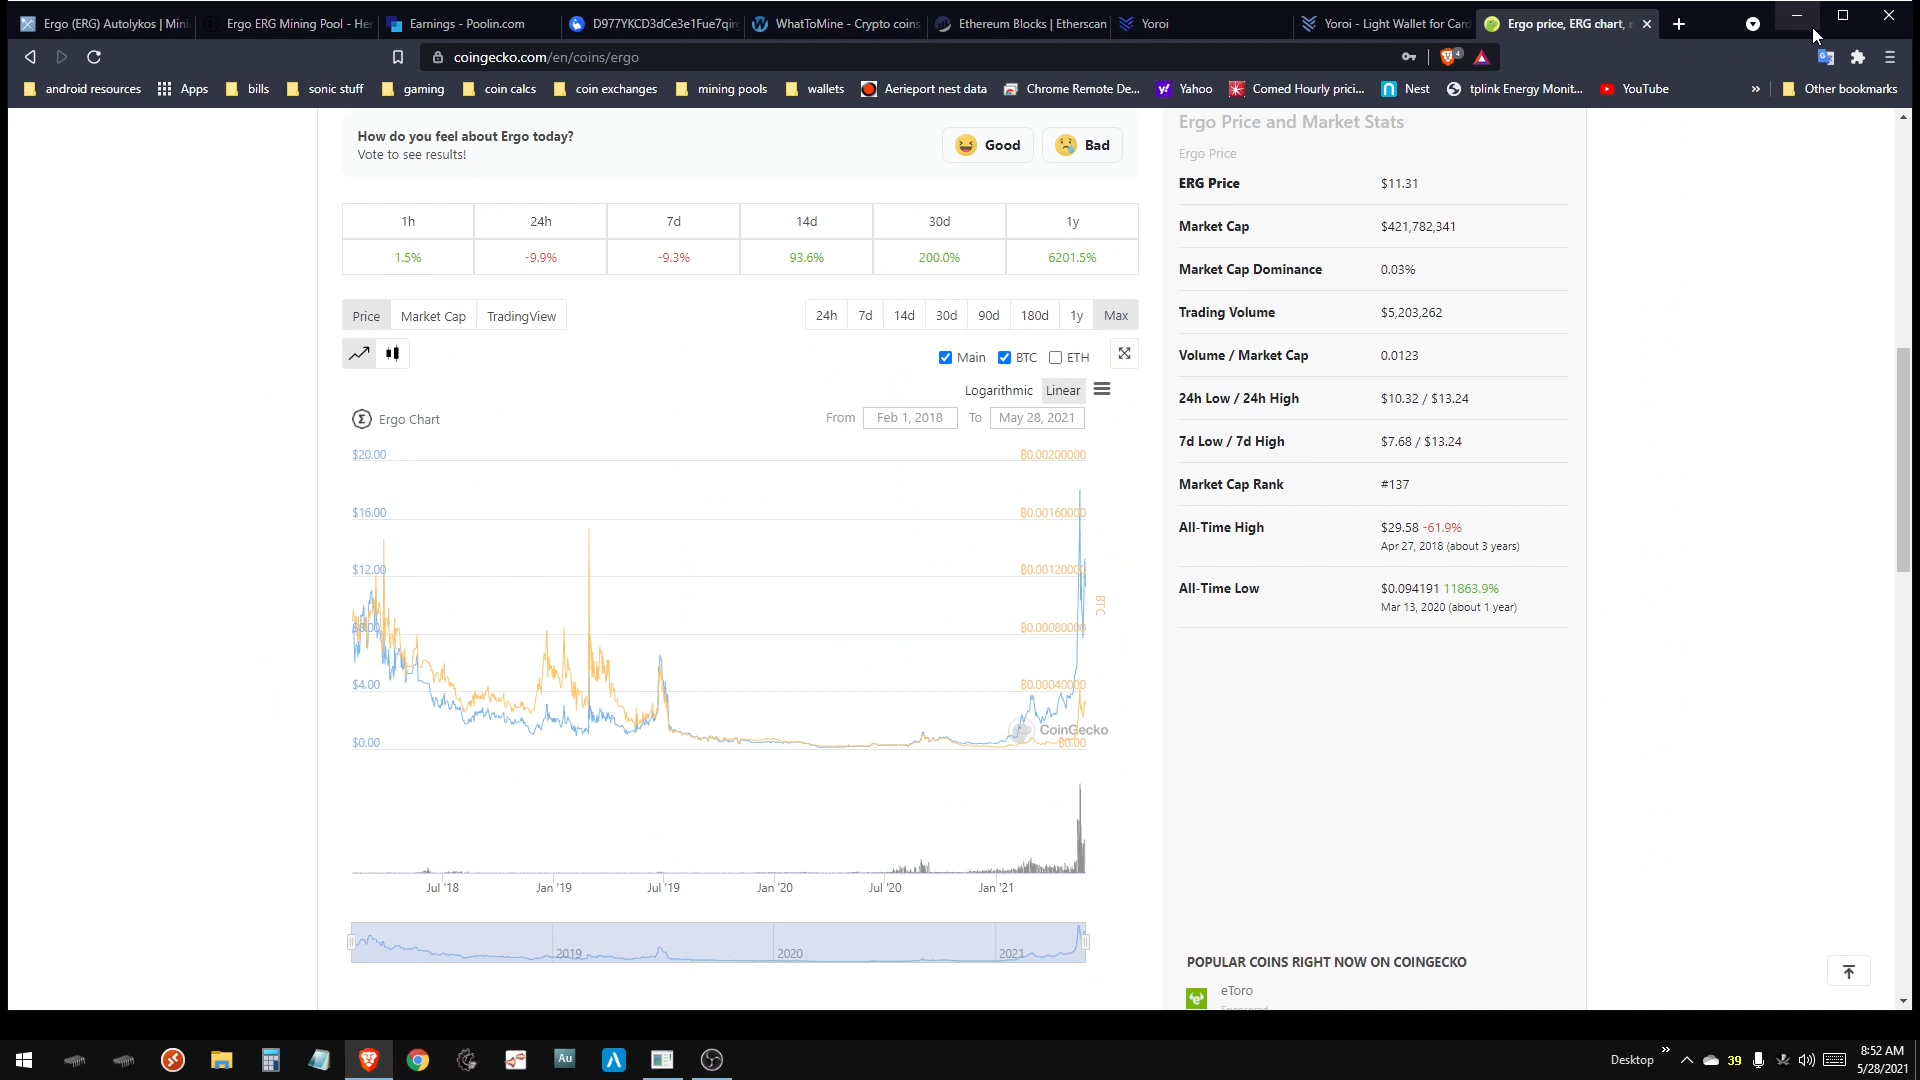 Ergo (ERG) Autolykos | Mini
Ergo ERG Mining Pool - He
Earnings - Poolin.com
D977YKCD3dCe3e1Fue7qir
WhatToMine - Crypto coins
Ethereum Blocks | Etherscan
Yoroi
Yoroi - Light Wallet for Card
Ergo price, ERG chart,
coingecko.com/en/coins/ergo
4
android resources
Apps
bills
sonic stuff
gaming
coin calcs
coin exchanges
mining pools
wallets
Aerieport nest data
Chrome Remote De...
Yahoo
Comed Hourly prici...
Nest
tplink Energy Monit...
YouTube
»
Other bookmarks
How do you feel about Ergo today?
Vote to see results!
Good
Bad
1h 24h 7d 14d 30d 1y
1.5% -9.9% -9.3% 93.6% 200.0% 6201.5%
Price Market Cap TradingView
24h 7d 14d 30d 90d 180d 1y Max
Main BTC ETH
Logarithmic Linear
Ergo Chart
From Feb 1, 2018 To May 28, 2021
$20.00
$16.00
$12.00
$8.00
$4.00
$0.00
฿0.00200000
฿0.00160000
฿0.00120000
฿0.00080000
฿0.00040000
฿0.00
BTC
CoinGecko
Jul '18 Jan '19 Jul '19 Jan '20 Jul '20 Jan '21
2019 2020 2021
Ergo Price and Market Stats
Ergo Price
ERG Price $11.31
Market Cap $421,782,341
Market Cap Dominance 0.03%
Trading Volume $5,203,262
Volume / Market Cap 0.0123
24h Low / 24h High $10.32 / $13.24
7d Low / 7d High $7.68 / $13.24
Market Cap Rank #137
All-Time High $29.58 -61.9%
Apr 27, 2018 (about 3 years)
All-Time Low $0.094191 11863.9%
Mar 13, 2020 (about 1 year)
POPULAR COINS RIGHT NOW ON COINGECKO
eToro
Sponsored
Au
Desktop
»
39
8:52 AM
5/28/2021